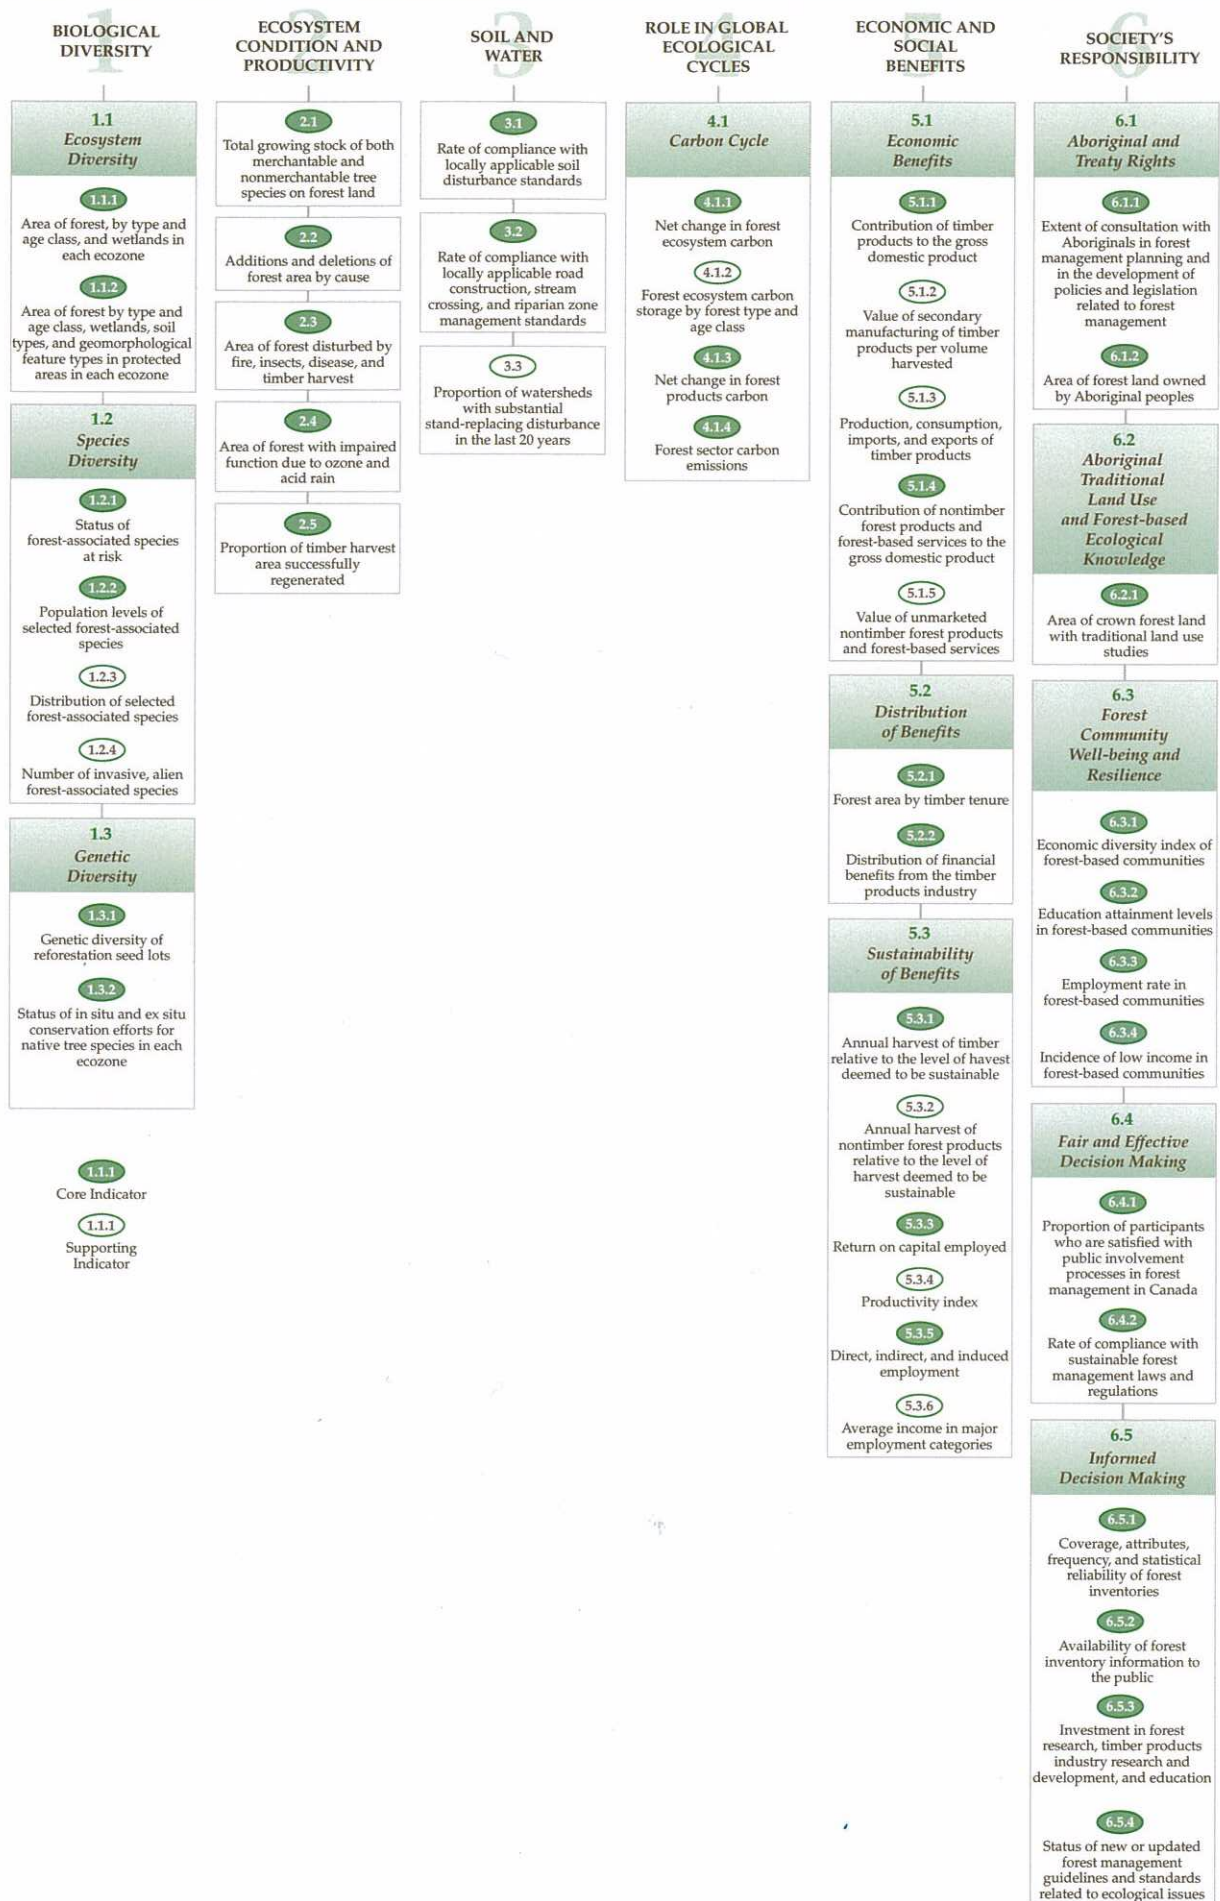 1
BIOLOGICAL
DIVERSITY
1.1
Ecosystem
Diversity
1.1.1
Area of forest, by type and
age class, and wetlands in
each ecozone
1.1.2
Area of forest by type and
age class, wetlands, soil
types, and geomorphological
feature types in protected
areas in each ecozone
1.2
Species
Diversity
1.2.1
Status of
forest-associated species
at risk
1.2.2
Population levels of
selected forest-associated
species
1.2.3
Distribution of selected
forest-associated species
1.2.4
Number of invasive, alien
forest-associated species
1.3
Genetic
Diversity
1.3.1
Genetic diversity of
reforestation seed lots
1.3.2
Status of in situ and ex situ
conservation efforts for
native tree species in each
ecozone
1.1.1
Core Indicator
1.1.1
Supporting
Indicator
2
ECOSYSTEM
CONDITION AND
PRODUCTIVITY
2.1
Total growing stock of both
merchantable and
nonmerchantable tree
species on forest land
2.2
Additions and deletions of
forest area by cause
2.3
Area of forest disturbed by
fire, insects, disease, and
timber harvest
2.4
Area of forest with impaired
function due to ozone and
acid rain
2.5
Proportion of timber harvest
area successfully
regenerated
3
SOIL AND
WATER
3.1
Rate of compliance with
locally applicable soil
disturbance standards
3.2
Rate of compliance with
locally applicable road
construction, stream
crossing, and riparian zone
management standards
3.3
Proportion of watersheds
with substantial
stand-replacing disturbance
in the last 20 years
4
ROLE IN GLOBAL
ECOLOGICAL
CYCLES
4.1
Carbon Cycle
4.1.1
Net change in forest
ecosystem carbon
4.1.2
Forest ecosystem carbon
storage by forest type and
age class
4.1.3
Net change in forest
products carbon
4.1.4
Forest sector carbon
emissions
5
ECONOMIC AND
SOCIAL
BENEFITS
5.1
Economic
Benefits
5.1.1
Contribution of timber
products to the gross
domestic product
5.1.2
Value of secondary
manufacturing of timber
products per volume
harvested
5.1.3
Production, consumption,
imports, and exports of
timber products
5.1.4
Contribution of nontimber
forest products and
forest-based services to the
gross domestic product
5.1.5
Value of unmarketed
nontimber forest products
and forest-based services
5.2
Distribution
of Benefits
5.2.1
Forest area by timber tenure
5.2.2
Distribution of financial
benefits from the timber
products industry
5.3
Sustainability
of Benefits
5.3.1
Annual harvest of timber
relative to the level of havest
deemed to be sustainable
5.3.2
Annual harvest of
nontimber forest products
relative to the level of
harvest deemed to be
sustainable
5.3.3
Return on capital employed
5.3.4
Productivity index
5.3.5
Direct, indirect, and induced
employment
5.3.6
Average income in major
employment categories
6
SOCIETY'S
RESPONSIBILITY
6.1
Aboriginal and
Treaty Rights
6.1.1
Extent of consultation with
Aboriginals in forest
management planning and
in the development of
policies and legislation
related to forest
management
6.1.2
Area of forest land owned
by Aboriginal peoples
6.2
Aboriginal
Traditional
Land Use
and Forest-based
Ecological
Knowledge
6.2.1
Area of crown forest land
with traditional land use
studies
6.3
Forest
Community
Well-being and
Resilience
6.3.1
Economic diversity index of
forest-based communities
6.3.2
Education attainment levels
in forest-based communities
6.3.3
Employment rate in
forest-based communities
6.3.4
Incidence of low income in
forest-based communities
6.4
Fair and Effective
Decision Making
6.4.1
Proportion of participants
who are satisfied with
public involvement
processes in forest
management in Canada
6.4.2
Rate of compliance with
sustainable forest
management laws and
regulations
6.5
Informed
Decision Making
6.5.1
Coverage, attributes,
frequency, and statistical
reliability of forest
inventories
6.5.2
Availability of forest
inventory information to
the public
6.5.3
Investment in forest
research, timber products
industry research and
development, and education
6.5.4
Status of new or updated
forest management
guidelines and standards
related to ecological issues